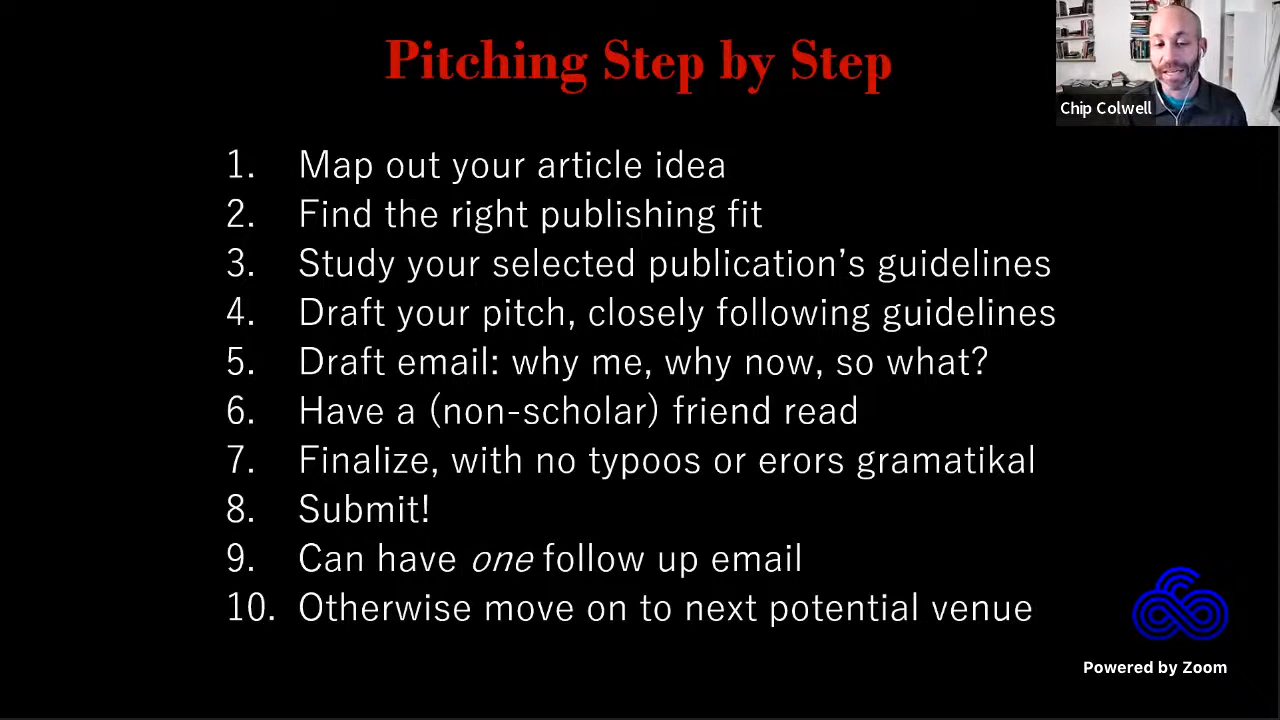 Pitching Step by Step
Chip Colwell
1. Map out your article idea
2. Find the right publishing fit
3. Study your selected publication’s guidelines
4. Draft your pitch, closely following guidelines
5. Draft email: why me, why now, so what?
6. Have a (non-scholar) friend read
7. Finalize, with no typoos or erors gramatikal
8. Submit!
9. Can have one follow up email
10. Otherwise move on to next potential venue
Powered by Zoom